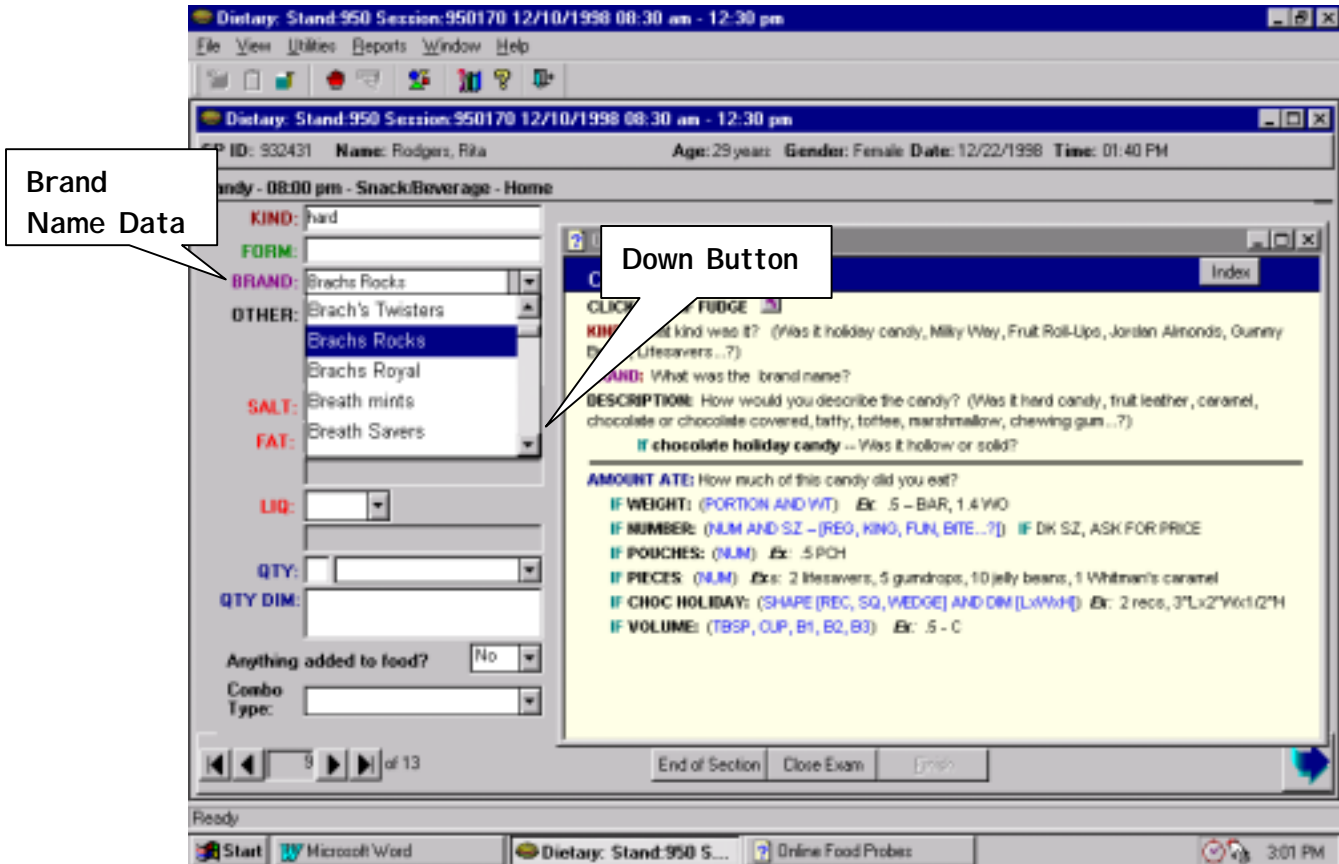 Dietary: Stand:950 Session:950170 12/10/1998 08:30 am - 12:30 pm
File View Utilities Reports Window Help
Dietary: Stand:950 Session:950170 12/10/1998 08:30 am - 12:30 pm
SP ID: 932431 Name: Rodgers, Rita Age: 29 years Gender: Female Date: 12/22/1998 Time: 01:40 PM
Brand
Name Data
andy - 08:00 pm - Snack/Beverage - Home
KIND: hard
FORM:
BRAND: Brachs Rocks
OTHER:
Brach's Twisters
Brachs Rocks
Brachs Royal
Breath mints
Breath Savers
SALT:
FAT:
LIQ:
QTY:
QTY DIM:
Anything added to food? No
Combo
Type:
Down Button
Index
CLICK FUDGE
KIND: kind was it? (Was it holiday candy, Milky Way, Fruit Roll-Ups, Jordan Almonds, Gummy
Lifesavers...?)
BRAND: What was the brand name?
DESCRIPTION: How would you describe the candy? (Was it hard candy, fruit leather, caramel,
chocolate or chocolate covered, taffy, toffee, marshmallow, chewing gum...?)
If chocolate holiday candy -- Was it hollow or solid?
AMOUNT ATE: How much of this candy did you eat?
IF WEIGHT: (PORTION AND WT) Ex: .5 – BAR, 1.4 WO
IF NUMBER: (NUM AND SZ – [REG, KING, FUN, BITE...?]) IF DK SZ, ASK FOR PRICE
IF POUCHES: (NUM) Ex: .5 PCH
IF PIECES: (NUM) Exs: 2 lifesavers, 5 gumdrops, 10 jelly beans, 1 Whitman's caramel
IF CHOC HOLIDAY: (SHAPE [REC, SQ, WEDGE] AND DIM [LxWxH]) Ex: 2 recs, 3"Lx2"Wx1/2"H
IF VOLUME: (TBSP, CUP, B1, B2, B3) Ex: .5 - C
9 of 13
End of Section Close Exam Finish
Ready
Start Microsoft Word Dietary: Stand:950 S... Online Food Probes 3:01 PM